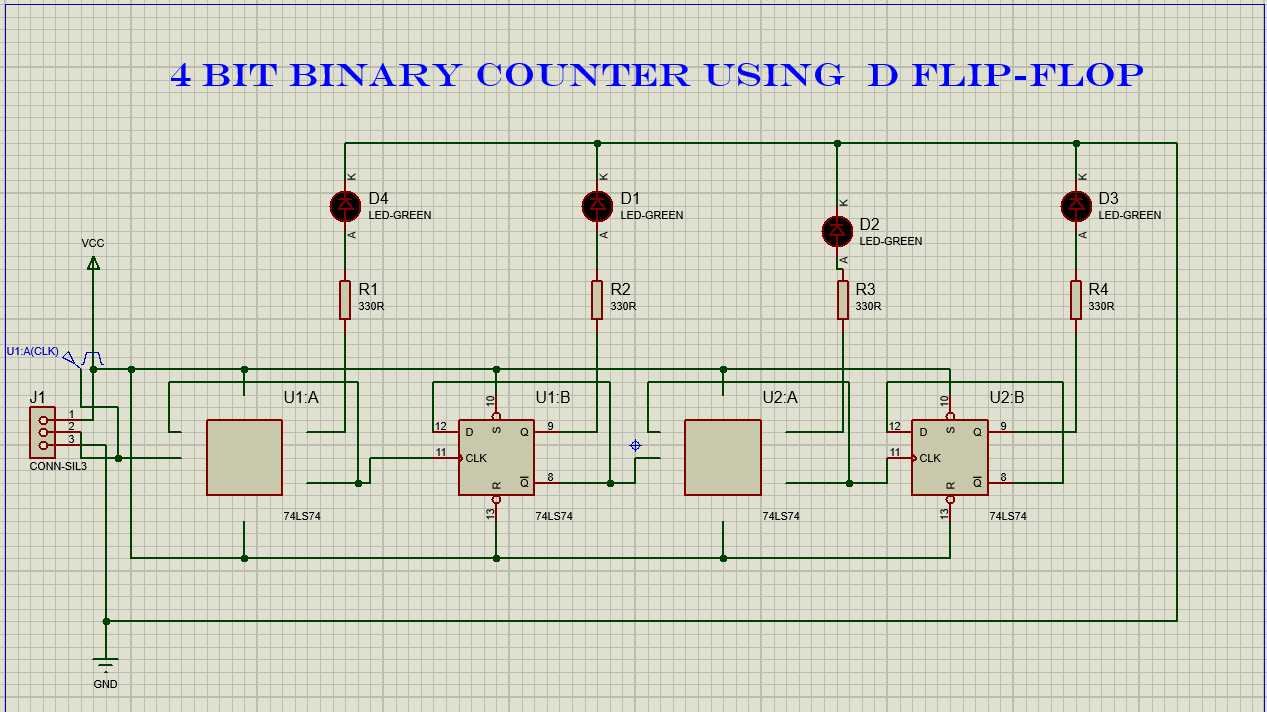 4 BIT BINARY COUNTER USING D FLIP-FLOP
K K K K
D4 D1 D3
LED-GREEN LED-GREEN LED-GREEN
D2
LED-GREEN
A A A A
VCC
R1 R2 R3 R4
330R 330R 330R 330R
U1:A(CLK)
J1 U1:A U1:B U2:A U2:B
10 10
1
2
3
12 D S Q 9 12 D S Q 9
11 CLK 11 CLK
CONN-SIL3
R Q 8 R Q 8
13 13
74LS74 74LS74 74LS74 74LS74
GND